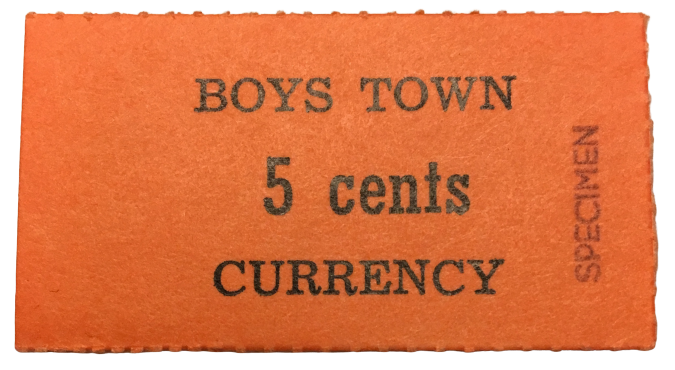 BOYS TOWN
5 cents
CURRENCY
SPECIMEN